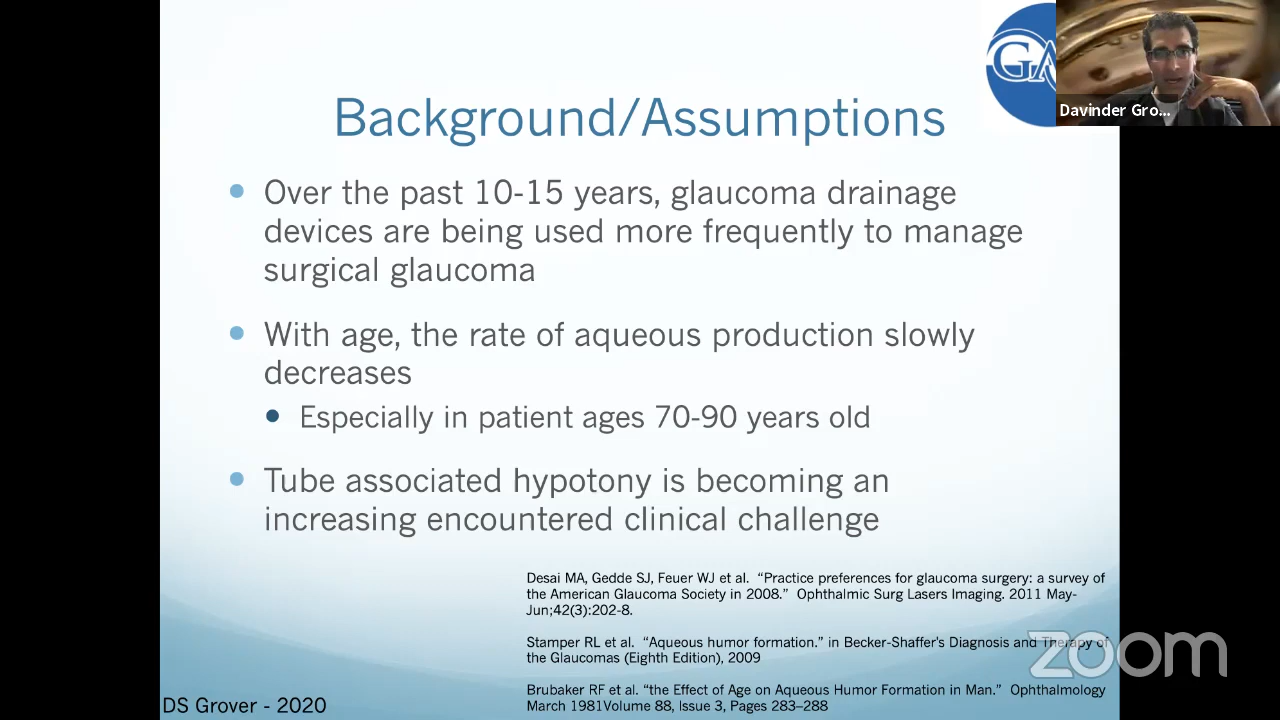 Background/Assumptions
Over the past 10-15 years, glaucoma drainage
devices are being used more frequently to manage
surgical glaucoma
With age, the rate of aqueous production slowly
decreases
Especially in patient ages 70-90 years old
Tube associated hypotony is becoming an
increasing encountered clinical challenge
Desai MA, Gedde SJ, Feuer WJ et al. “Practice preferences for glaucoma surgery: a survey of
the American Glaucoma Society in 2008.” Ophthalmic Surg Lasers Imaging. 2011 May-
Jun;42(3):202-8.
Stamper RL et al. “Aqueous humor formation.” in Becker-Shaffer's Diagnosis and Therapy of
the Glaucomas (Eighth Edition), 2009
Brubaker RF et al. “the Effect of Age on Aqueous Humor Formation in Man.” Ophthalmology
March 1981Volume 88, Issue 3, Pages 283–288
DS Grover - 2020
Davinder Gro...
zoom